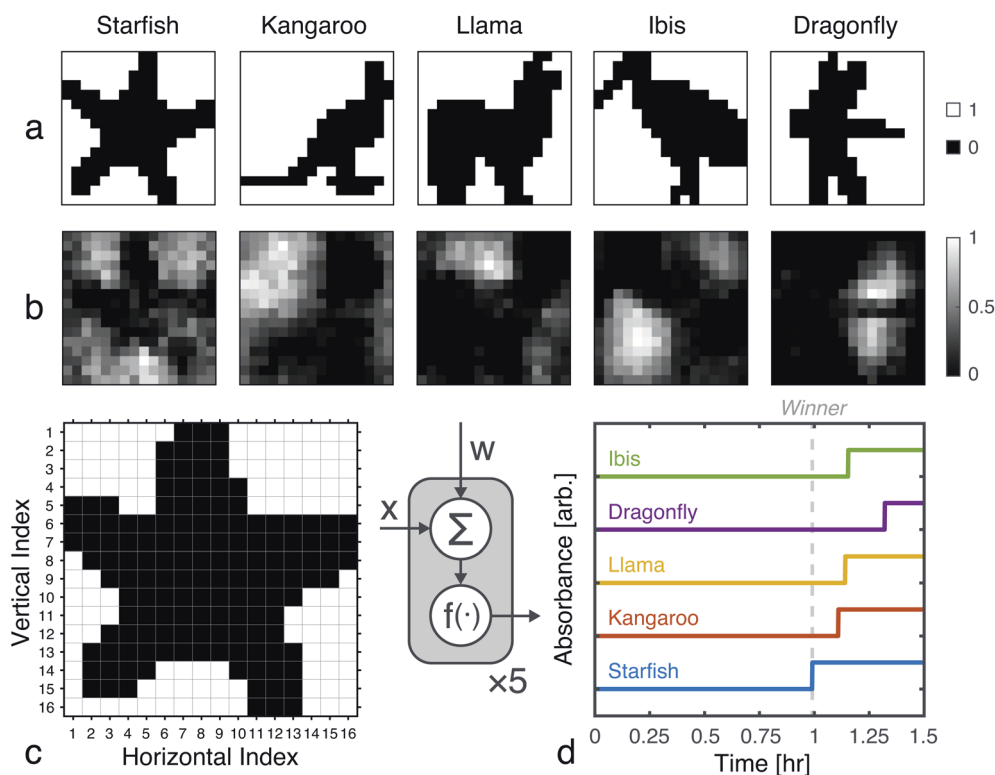 Starfish Kangaroo Llama Ibis Dragonfly
a
1
0
b
1
0.5
0
Vertical Index
1
2
3
4
5
6
7
8
9
10
11
12
13
14
15
16
1 2 3 4 5 6 7 8 9 10 11 12 13 14 15 16
Horizontal Index
c
w
x
Σ
f(·)
×5
Winner
Absorbance [arb.]
Ibis
Dragonfly
Llama
Kangaroo
Starfish
0 0.25 0.5 0.75 1 1.25 1.5
Time [hr]
d